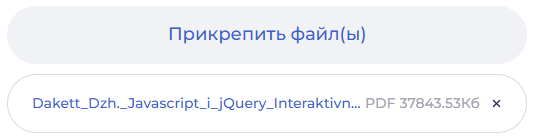 Прикрепить файл(ы)
Dakett_Dzh._Javascript_i_jQuery_Interaktivn... PDF 37843.53Кб ×